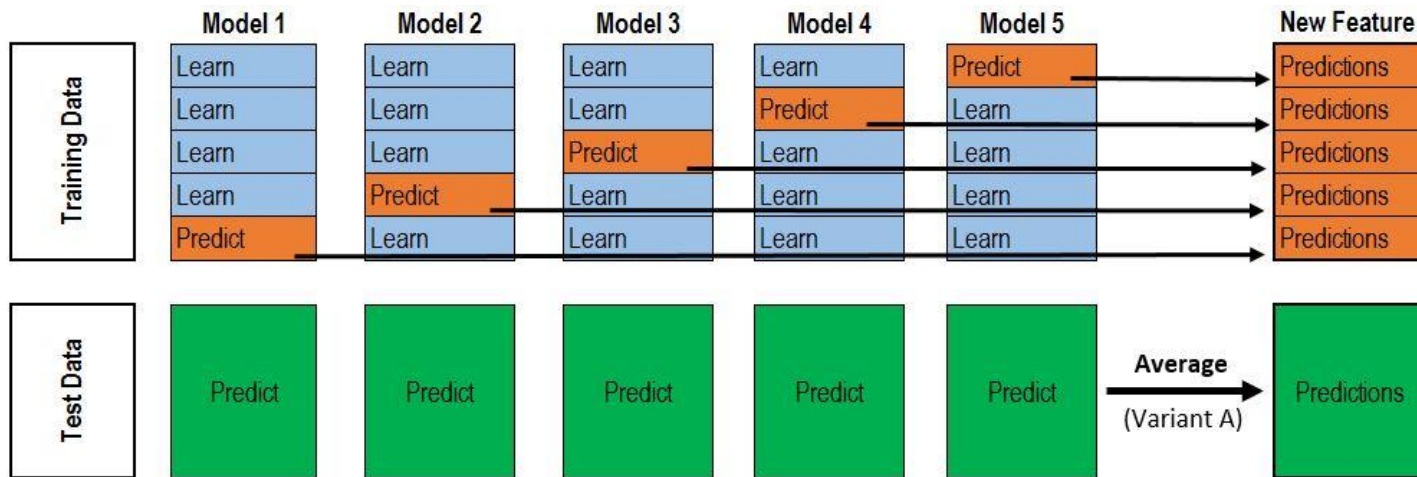 Model 1 Model 2 Model 3 Model 4 Model 5 New Feature
Training Data
Learn Learn Learn Learn Predict Predictions
Learn Learn Learn Predict Learn Predictions
Learn Learn Predict Learn Learn Predictions
Learn Predict Learn Learn Learn Predictions
Predict Learn Learn Learn Learn Predictions
Test Data
Predict Predict Predict Predict Predict Average Predictions
(Variant A)